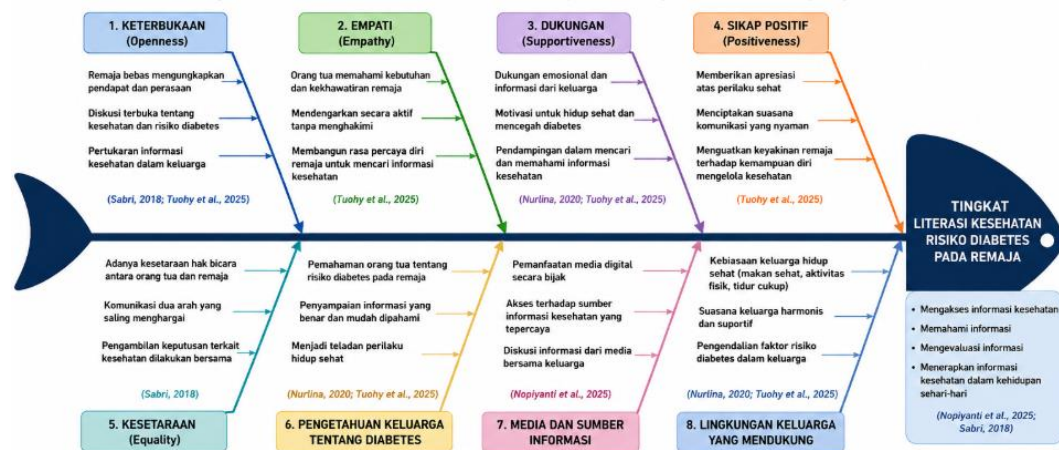 1. KETERBUKAAN
(Openness)
Remaja bebas mengungkapkan
pendapat dan perasaan
Diskusi terbuka tentang
kesehatan dan risiko diabetes
Pertukaran informasi
kesehatan dalam keluarga
(Sabri, 2018; Tuohy et al., 2025)
2. EMPATI
(Empathy)
Orang tua memahami kebutuhan
dan kekhawatiran remaja
Mendengarkan secara aktif
tanpa menghakimi
Membangun rasa percaya diri
remaja untuk mencari informasi
kesehatan
(Tuohy et al., 2025)
3. DUKUNGAN
(Supportiveness)
Dukungan emosional dan
informasi dari keluarga
Motivasi untuk hidup sehat dan
mencegah diabetes
Pendampingan dalam mencari
dan memahami informasi
kesehatan
(Nurlina, 2020; Tuohy et al., 2025)
4. SIKAP POSITIF
(Positiveness)
Memberikan apresiasi
atas perilaku sehat
Menciptakan suasana
komunikasi yang nyaman
Menguatkan keyakinan remaja
terhadap kemampuan diri
mengelola kesehatan
(Tuohy et al., 2025)
TINGKAT
LITERASI KESEHATAN
RISIKO DIABETES
PADA REMAJA
Adanya kesetaraan hak bicara
antara orang tua dan remaja
Komunikasi dua arah yang
saling menghargai
Pengambilan keputusan terkait
kesehatan dilakukan bersama
(Sabri, 2018)
5. KESETARAAN
(Equality)
Pemahaman orang tua tentang
risiko diabetes pada remaja
Penyampaian informasi yang
benar dan mudah dipahami
Menjadi teladan perilaku
hidup sehat
(Nurlina, 2020; Tuohy et al., 2025)
6. PENGETAHUAN KELUARGA
TENTANG DIABETES
Pemanfaatan media digital
secara bijak
Akses terhadap sumber
informasi kesehatan yang
tepercaya
Diskusi informasi dari media
bersama keluarga
(Nopiyanti et al., 2025)
7. MEDIA DAN SUMBER
INFORMASI
Kebiasaan keluarga hidup
sehat (makan sehat, aktivitas
fisik, tidur cukup)
Suasana keluarga harmonis
dan suportif
Pengendalian faktor risiko
diabetes dalam keluarga
(Nurlina, 2020; Tuohy et al., 2025)
8. LINGKUNGAN KELUARGA
YANG MENDUKUNG
• Mengakses informasi kesehatan
• Memahami informasi
• Mengevaluasi informasi
• Menerapkan informasi
kesehatan dalam kehidupan
sehari-hari
(Nopiyanti et al., 2025;
Sabri, 2018)